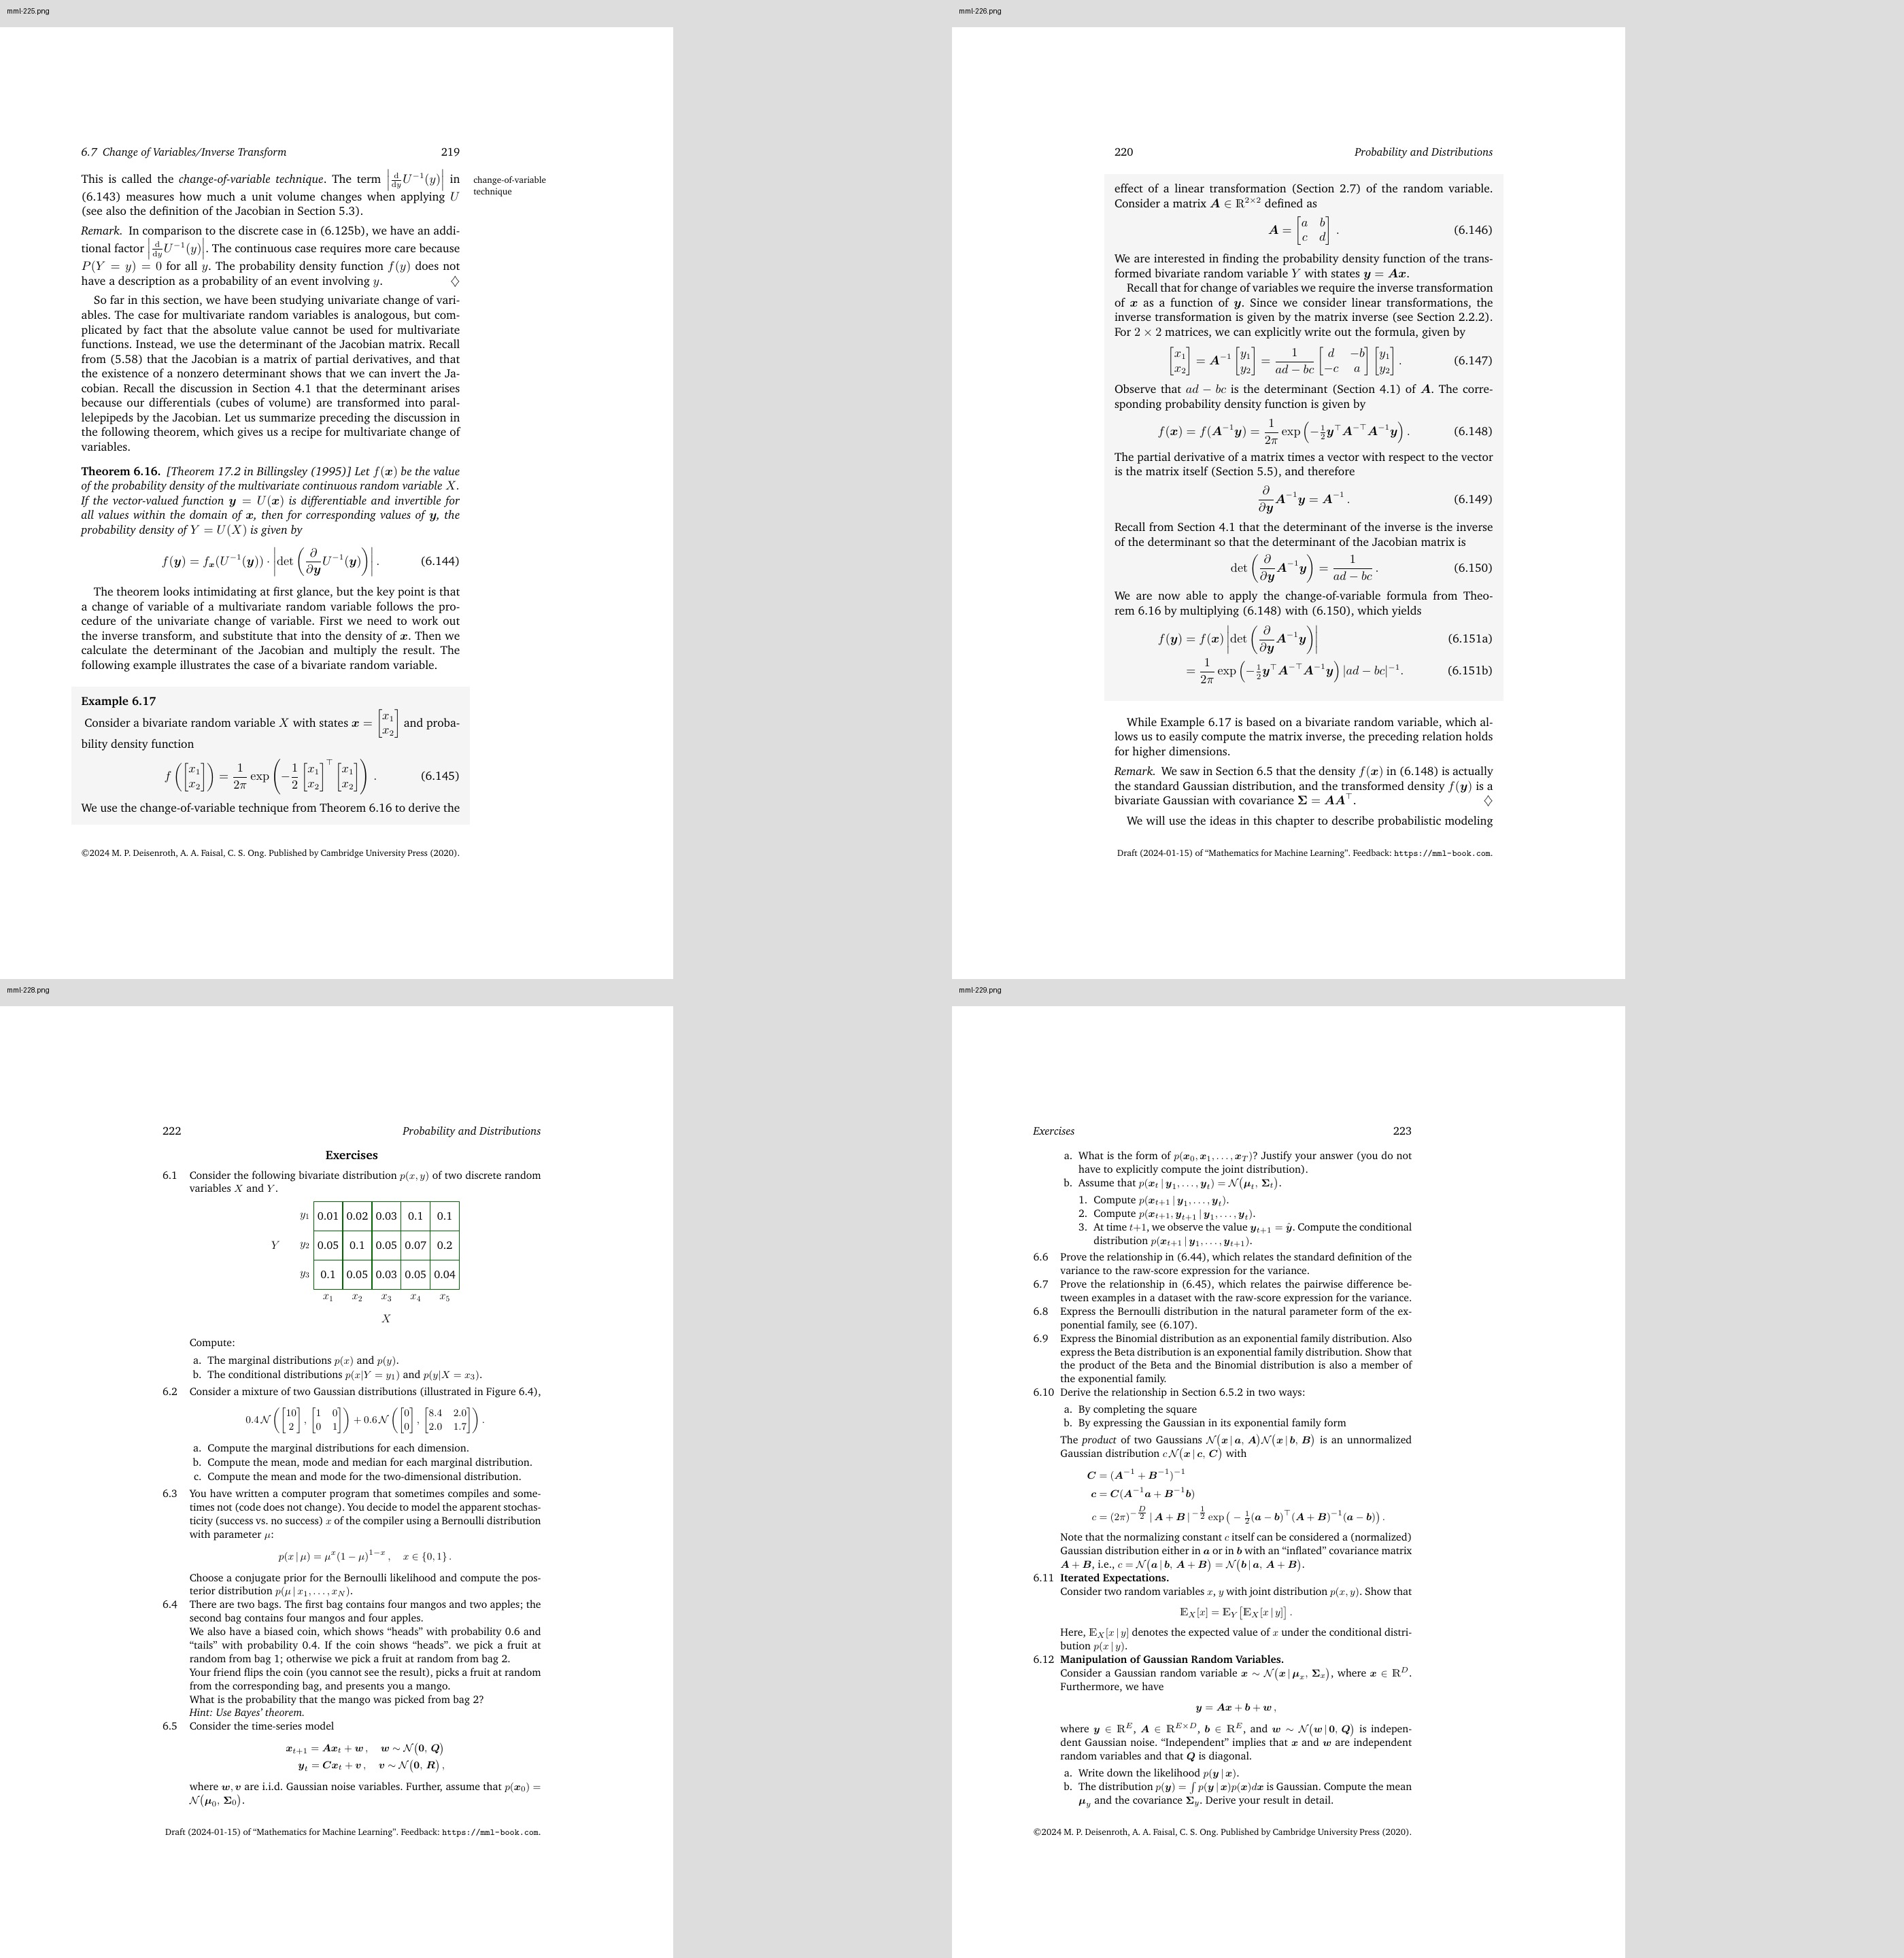 mml-225.png
6.7 Change of Variables/Inverse Transform 219
This is called the change-of-variable technique. The term |d/dy U⁻¹(y)| in
(6.143) measures how much a unit volume changes when applying U
(see also the definition of the Jacobian in Section 5.3).
change-of-variable
technique
Remark. In comparison to the discrete case in (6.125b), we have an addi-
tional factor |d/dy U⁻¹(y)|. The continuous case requires more care because
P(Y = y) = 0 for all y. The probability density function f(y) does not
have a description as a probability of an event involving y. ♢
So far in this section, we have been studying univariate change of vari-
ables. The case for multivariate random variables is analogous, but com-
plicated by fact that the absolute value cannot be used for multivariate
functions. Instead, we use the determinant of the Jacobian matrix. Recall
from (5.58) that the Jacobian is a matrix of partial derivatives, and that
the existence of a nonzero determinant shows that we can invert the Ja-
cobian. Recall the discussion in Section 4.1 that the determinant arises
because our differentials (cubes of volume) are transformed into paral-
lelepipeds by the Jacobian. Let us summarize preceding the discussion in
the following theorem, which gives us a recipe for multivariate change of
variables.
Theorem 6.16. [Theorem 17.2 in Billingsley (1995)] Let f(x) be the value
of the probability density of the multivariate continuous random variable X.
If the vector-valued function y = U(x) is differentiable and invertible for
all values within the domain of x, then for corresponding values of y, the
probability density of Y = U(X) is given by
f(y) = fₓ(U⁻¹(y)) · |det (∂/∂y U⁻¹(y))| . (6.144)
The theorem looks intimidating at first glance, but the key point is that
a change of variable of a multivariate random variable follows the pro-
cedure of the univariate change of variable. First we need to work out
the inverse transform, and substitute that into the density of x. Then we
calculate the determinant of the Jacobian and multiply the result. The
following example illustrates the case of a bivariate random variable.
Example 6.17
Consider a bivariate random variable X with states x = [x₁ x₂] and proba-
bility density function
f([x₁ x₂]) = 1/2π exp(−1/2 [x₁ x₂]⊤ [x₁ x₂]) . (6.145)
We use the change-of-variable technique from Theorem 6.16 to derive the
©2024 M. P. Deisenroth, A. A. Faisal, C. S. Ong. Published by Cambridge University Press (2020).
mml-226.png
220 Probability and Distributions
effect of a linear transformation (Section 2.7) of the random variable.
Consider a matrix A ∈ ℝ²ˣ² defined as
A = [a b; c d] . (6.146)
We are interested in finding the probability density function of the trans-
formed bivariate random variable Y with states y = Ax.
Recall that for change of variables we require the inverse transformation
of x as a function of y. Since we consider linear transformations, the
inverse transformation is given by the matrix inverse (see Section 2.2.2).
For 2 × 2 matrices, we can explicitly write out the formula, given by
[x₁ x₂] = A⁻¹ [y₁ y₂] = 1/(ad − bc) [d −b; −c a] [y₁ y₂] . (6.147)
Observe that ad − bc is the determinant (Section 4.1) of A. The corre-
sponding probability density function is given by
f(x) = f(A⁻¹y) = 1/2π exp(−½y⊤A⁻⊤A⁻¹y) . (6.148)
The partial derivative of a matrix times a vector with respect to the vector
is the matrix itself (Section 5.5), and therefore
∂/∂y A⁻¹y = A⁻¹ . (6.149)
Recall from Section 4.1 that the determinant of the inverse is the inverse
of the determinant so that the determinant of the Jacobian matrix is
det (∂/∂y A⁻¹y) = 1/(ad − bc) . (6.150)
We are now able to apply the change-of-variable formula from Theo-
rem 6.16 by multiplying (6.148) with (6.150), which yields
f(y) = f(x) |det (∂/∂y A⁻¹y)| (6.151a)
= 1/2π exp(−½y⊤A⁻⊤A⁻¹y) |ad − bc|⁻¹. (6.151b)
While Example 6.17 is based on a bivariate random variable, which al-
lows us to easily compute the matrix inverse, the preceding relation holds
for higher dimensions.
Remark. We saw in Section 6.5 that the density f(x) in (6.148) is actually
the standard Gaussian distribution, and the transformed density f(y) is a
bivariate Gaussian with covariance Σ = AA⊤. ♢
We will use the ideas in this chapter to describe probabilistic modeling
Draft (2024-01-15) of “Mathematics for Machine Learning”. Feedback: https://mml-book.com.
mml-228.png
222 Probability and Distributions
Exercises
6.1 Consider the following bivariate distribution p(x, y) of two discrete random
variables X and Y.
y₁ 0.01 0.02 0.03 0.1 0.1
Y y₂ 0.05 0.1 0.05 0.07 0.2
y₃ 0.1 0.05 0.03 0.05 0.04
x₁ x₂ x₃ x₄ x₅
X
Compute:
a. The marginal distributions p(x) and p(y).
b. The conditional distributions p(x|Y = y₁) and p(y|X = x₃).
6.2 Consider a mixture of two Gaussian distributions (illustrated in Figure 6.4),
0.4 𝒩([10 2], [1 0; 0 1]) + 0.6 𝒩([0 0], [8.4 2.0; 2.0 1.7]) .
a. Compute the marginal distributions for each dimension.
b. Compute the mean, mode and median for each marginal distribution.
c. Compute the mean and mode for the two-dimensional distribution.
6.3 You have written a computer program that sometimes compiles and some-
times not (code does not change). You decide to model the apparent stochas-
ticity (success vs. no success) x of the compiler using a Bernoulli distribution
with parameter μ:
p(x | μ) = μˣ(1 − μ)¹⁻ˣ , x ∈ {0, 1} .
Choose a conjugate prior for the Bernoulli likelihood and compute the pos-
terior distribution p(μ | x₁, . . . , x_N).
6.4 There are two bags. The first bag contains four mangos and two apples; the
second bag contains four mangos and four apples.
We also have a biased coin, which shows “heads” with probability 0.6 and
“tails” with probability 0.4. If the coin shows “heads”. we pick a fruit at
random from bag 1; otherwise we pick a fruit at random from bag 2.
Your friend flips the coin (you cannot see the result), picks a fruit at random
from the corresponding bag, and presents you a mango.
What is the probability that the mango was picked from bag 2?
Hint: Use Bayes’ theorem.
6.5 Consider the time-series model
xₜ₊₁ = Axₜ + w , w ∼ 𝒩(0, Q)
yₜ = Cxₜ + v , v ∼ 𝒩(0, R) ,
where w, v are i.i.d. Gaussian noise variables. Further, assume that p(x₀) =
𝒩(μ₀, Σ₀).
Draft (2024-01-15) of “Mathematics for Machine Learning”. Feedback: https://mml-book.com.
mml-229.png
Exercises 223
a. What is the form of p(x₀, x₁, . . . , x_T)? Justify your answer (you do not
have to explicitly compute the joint distribution).
b. Assume that p(xₜ | y₁, . . . , yₜ) = 𝒩(μₜ, Σₜ).
1. Compute p(xₜ₊₁ | y₁, . . . , yₜ).
2. Compute p(xₜ₊₁, yₜ₊₁ | y₁, . . . , yₜ).
3. At time t+1, we observe the value yₜ₊₁ = ŷ. Compute the conditional
distribution p(xₜ₊₁ | y₁, . . . , yₜ₊₁).
6.6 Prove the relationship in (6.44), which relates the standard definition of the
variance to the raw-score expression for the variance.
6.7 Prove the relationship in (6.45), which relates the pairwise difference be-
tween examples in a dataset with the raw-score expression for the variance.
6.8 Express the Bernoulli distribution in the natural parameter form of the ex-
ponential family, see (6.107).
6.9 Express the Binomial distribution as an exponential family distribution. Also
express the Beta distribution is an exponential family distribution. Show that
the product of the Beta and the Binomial distribution is also a member of
the exponential family.
6.10 Derive the relationship in Section 6.5.2 in two ways:
a. By completing the square
b. By expressing the Gaussian in its exponential family form
The product of two Gaussians 𝒩(x | a, A)𝒩(x | b, B) is an unnormalized
Gaussian distribution c 𝒩(x | c, C) with
C = (A⁻¹ + B⁻¹)⁻¹
c = C(A⁻¹a + B⁻¹b)
c = (2π)^(−D/2) | A + B |^(−1/2) exp( − ½(a − b)⊤(A + B)⁻¹(a − b)) .
Note that the normalizing constant c itself can be considered a (normalized)
Gaussian distribution either in a or in b with an “inflated” covariance matrix
A + B, i.e., c = 𝒩(a | b, A + B) = 𝒩(b | a, A + B).
6.11 Iterated Expectations.
Consider two random variables x, y with joint distribution p(x, y). Show that
𝔼_X[x] = 𝔼_Y[𝔼_X[x | y]] .
Here, 𝔼_X[x | y] denotes the expected value of x under the conditional distri-
bution p(x | y).
6.12 Manipulation of Gaussian Random Variables.
Consider a Gaussian random variable x ∼ 𝒩(x | μₓ, Σₓ), where x ∈ ℝᴰ.
Furthermore, we have
y = Ax + b + w ,
where y ∈ ℝᴱ, A ∈ ℝᴱˣᴰ, b ∈ ℝᴱ, and w ∼ 𝒩(w | 0, Q) is indepen-
dent Gaussian noise. “Independent” implies that x and w are independent
random variables and that Q is diagonal.
a. Write down the likelihood p(y | x).
b. The distribution p(y) = ∫ p(y | x)p(x)dx is Gaussian. Compute the mean
μ_y and the covariance Σ_y. Derive your result in detail.
©2024 M. P. Deisenroth, A. A. Faisal, C. S. Ong. Published by Cambridge University Press (2020).